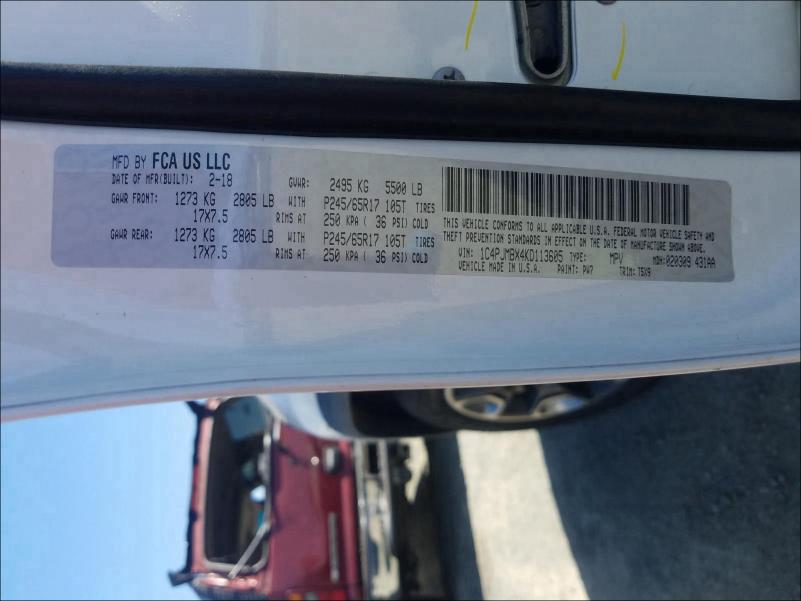 MFD BY FCA US LLC
DATE OF MFR(BUILT): 2-18 GVWR: 2495 KG 5500 LB
GAWR FRONT: 1273 KG 2805 LB WITH P245/65R17 105T TIRES
17X7.5 RIMS AT 250 KPA ( 36 PSI) COLD
GAWR REAR: 1273 KG 2805 LB WITH P245/65R17 105T TIRES
17X7.5 RIMS AT 250 KPA ( 36 PSI) COLD
THIS VEHICLE CONFORMS TO ALL APPLICABLE U.S.A. FEDERAL MOTOR VEHICLE SAFETY AND
THEFT PREVENTION STANDARDS IN EFFECT ON THE DATE OF MANUFACTURE SHOWN ABOVE.
VIN: 1C4PJMBX4KD113605 TYPE: MPV MDH: 020309 431AA
VEHICLE MADE IN U.S.A. PAINT: PW7 TRIM: T5X9